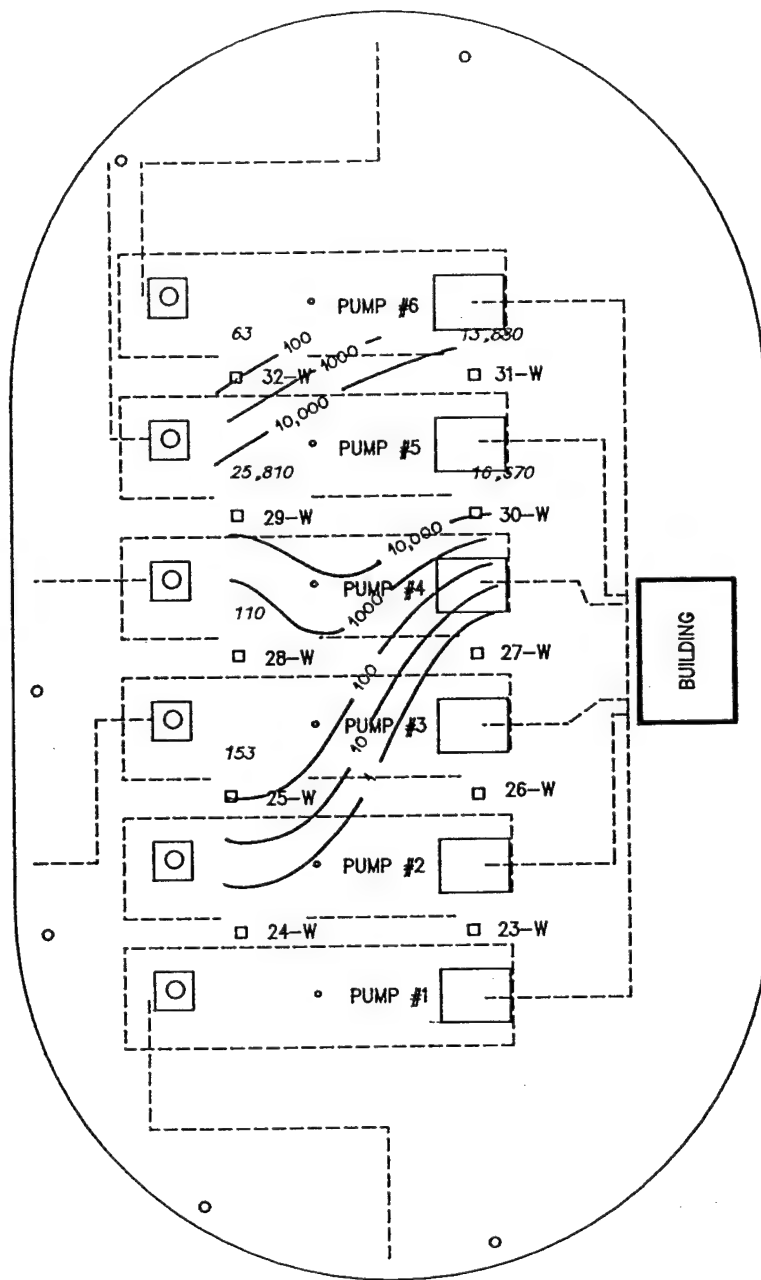 PUMP #6
63
100
1000
13,680
32-W
31-W
10,000
PUMP #5
25,810
16,570
29-W
30-W
10,000
PUMP #4
1000
110
28-W
27-W
100
BUILDING
PUMP #3
10
153
1
25-W
26-W
PUMP #2
24-W
23-W
PUMP #1